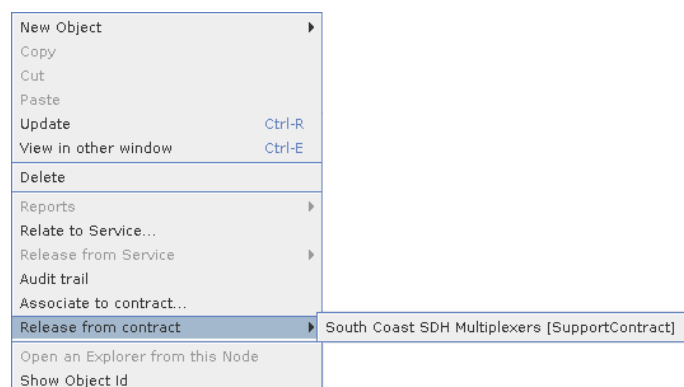 New Object
Copy
Cut
Paste
Update Ctrl-R
View in other window Ctrl-E
Delete
Reports
Relate to Service...
Release from Service
Audit trail
Associate to contract...
Release from contract South Coast SDH Multiplexers [SupportContract]
Open an Explorer from this Node
Show Object Id